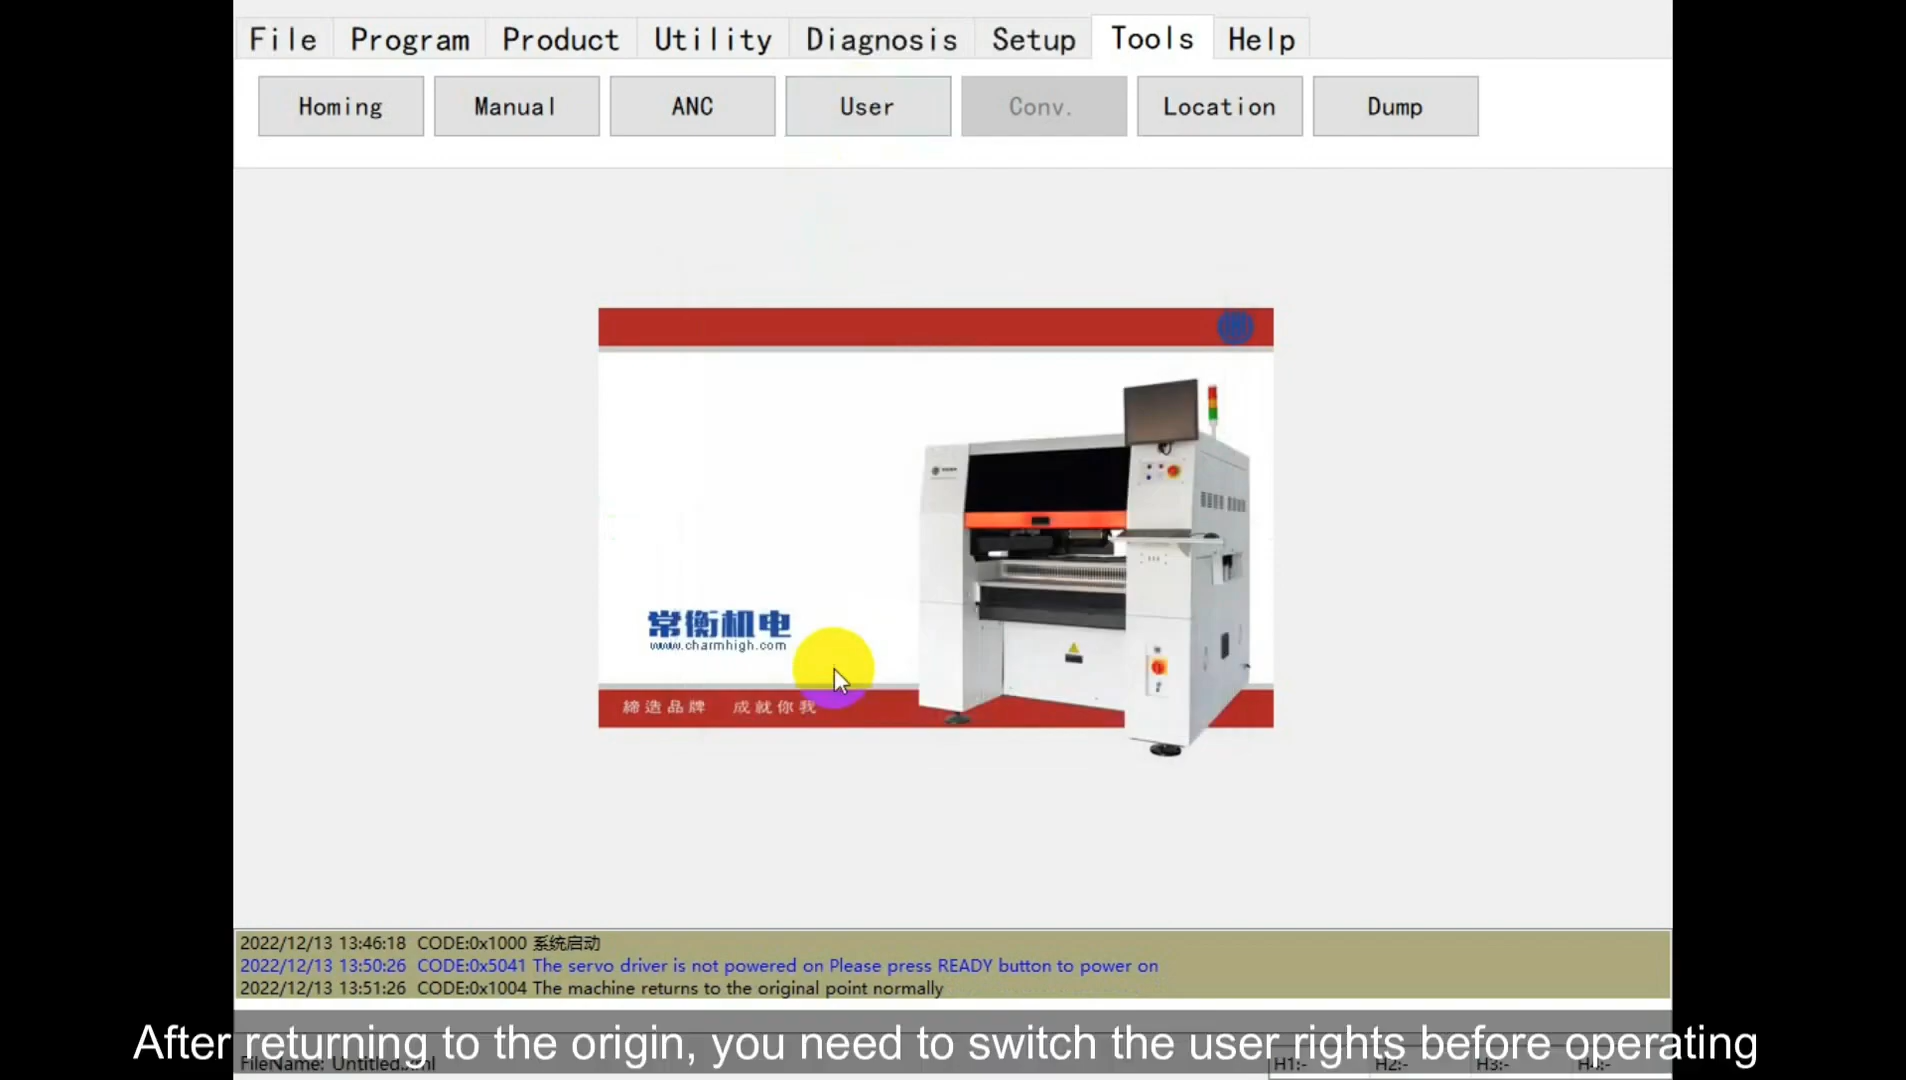 File Program Product Utility Diagnosis Setup Tools Help
Homing Manual ANC User Conv. Location Dump
常衡机电
www.charmhigh.com
締造品牌 成就你我
2022/12/13 13:46:18 CODE:0x1000 系统启动
2022/12/13 13:50:26 CODE:0x5041 The servo driver is not powered on Please press READY button to power on
2022/12/13 13:51:26 CODE:0x1004 The machine returns to the original point normally
After returning to the origin, you need to switch the user rights before operating
FileName: Untitled.xml H1:- H2:- H3:- H4:-